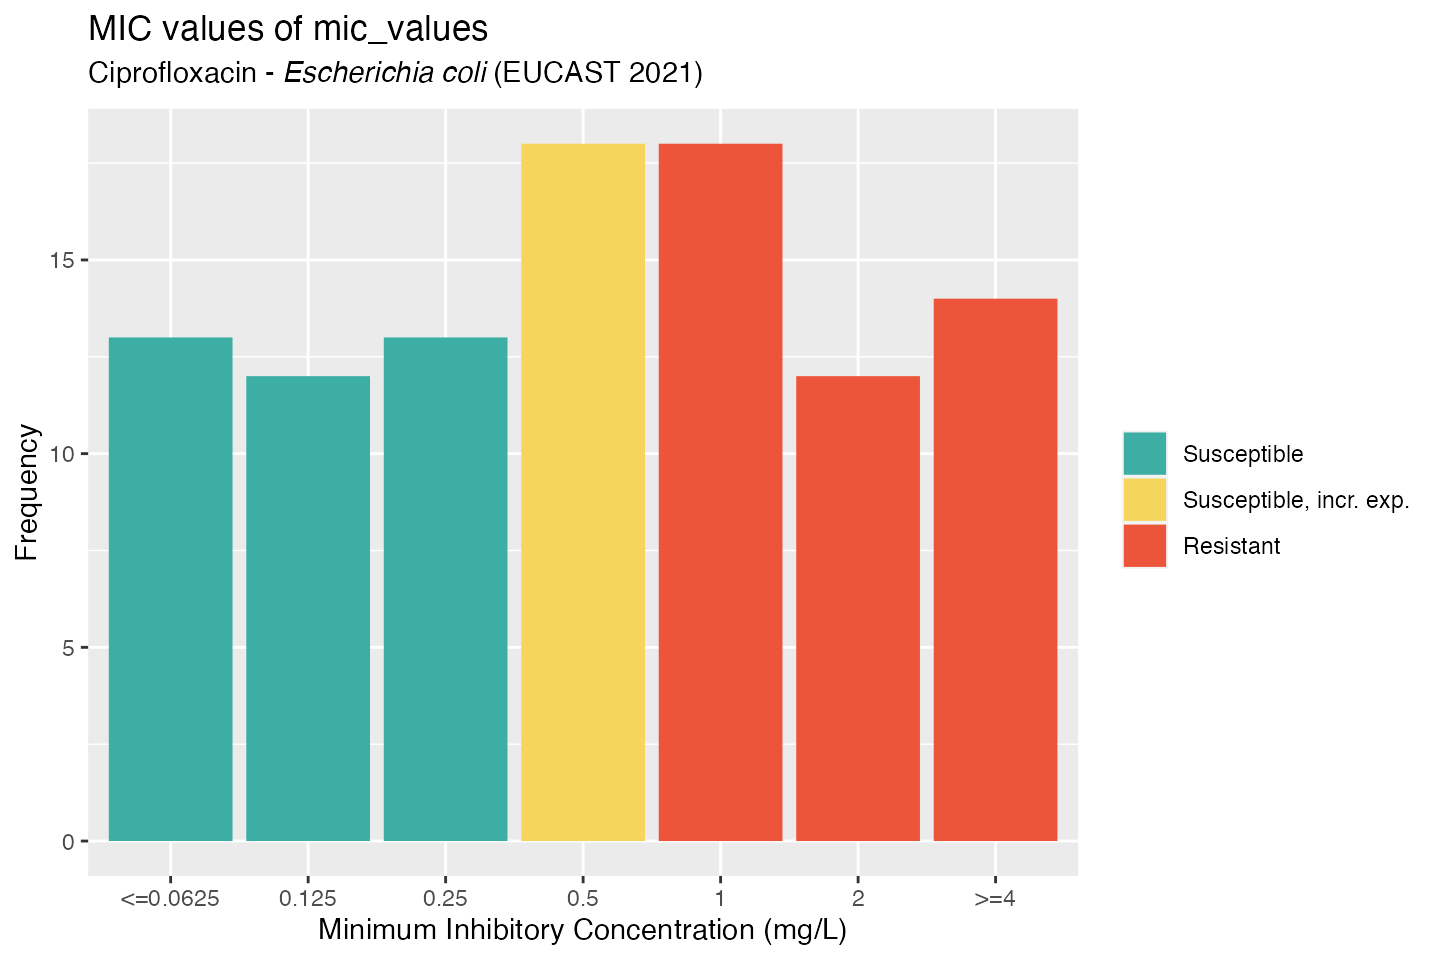 MIC values of mic_values
Ciprofloxacin - Escherichia coli (EUCAST 2021)
Frequency
15
10
5
0
<=0.0625 0.125 0.25 0.5 1 2 >=4
Minimum Inhibitory Concentration (mg/L)
Susceptible
Susceptible, incr. exp.
Resistant